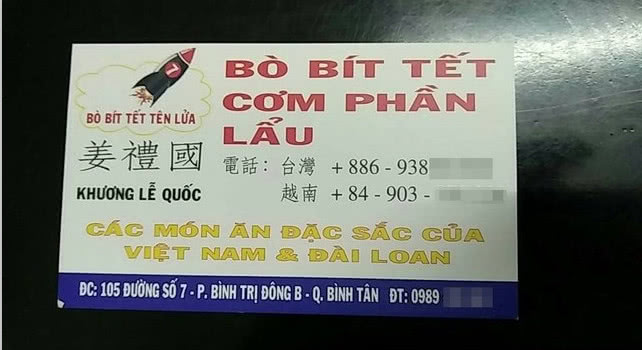 7
BÒ BÍT TẾT TÊN LỬA
姜禮國
KHƯƠNG LỄ QUỐC
BÒ BÍT TẾT
CƠM PHẦN
LẨU
電話： 台灣 +886 - 938
越南 +84 - 903 -
CÁC MÓN ĂN ĐẶC SẮC CỦA
VIỆT NAM & ĐÀI LOAN
ĐC: 105 ĐƯỜNG SỐ 7 - P. BÌNH TRỊ ĐÔNG B - Q. BÌNH TÂN ĐT: 0989